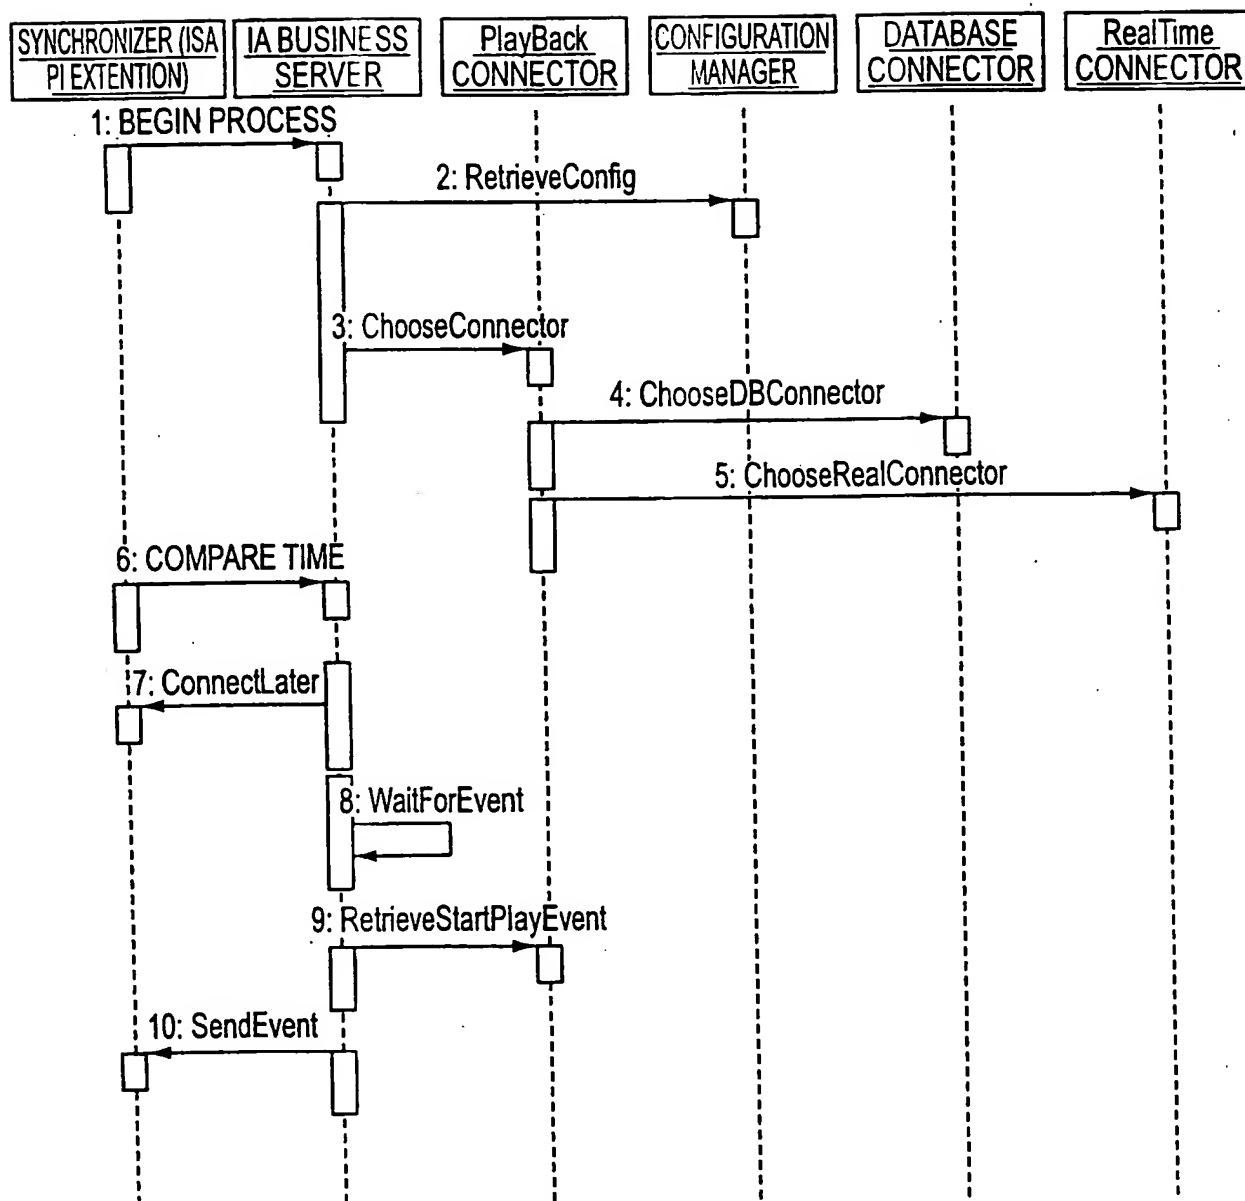 SYNCHRONIZER (ISA
PI EXTENTION)
IA BUSINESS
SERVER
PlayBack
CONNECTOR
CONFIGURATION
MANAGER
DATABASE
CONNECTOR
RealTime
CONNECTOR
1: BEGIN PROCESS
2: RetrieveConfig
3: ChooseConnector
4: ChooseDBConnector
5: ChooseRealConnector
6: COMPARE TIME
7: ConnectLater
8: WaitForEvent
9: RetrieveStartPlayEvent
10: SendEvent